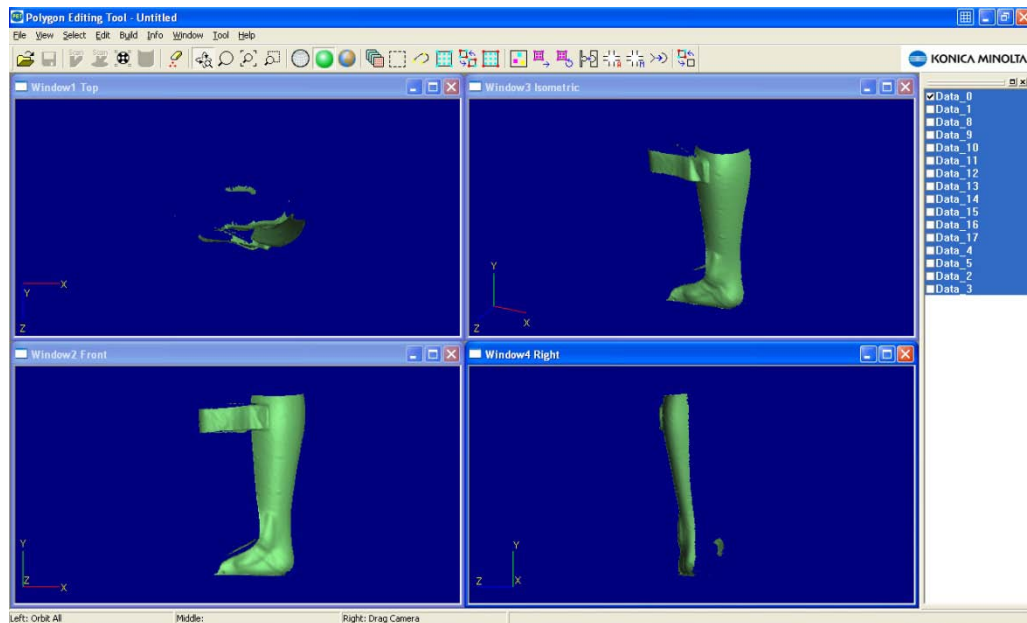 Polygon Editing Tool - Untitled
File View Select Edit Build Info Window Tool Help
KONICA MINOLTA
Window1 Top
X
Y
Z
Window3 Isometric
Y
Z
X
Data_0
Data_1
Data_8
Data_9
Data_10
Data_11
Data_12
Data_13
Data_14
Data_15
Data_16
Data_17
Data_4
Data_5
Data_2
Data_3
Window2 Front
Y
Z
X
Window4 Right
Y
Z
X
Left: Orbit All Middle: Right: Drag Camera